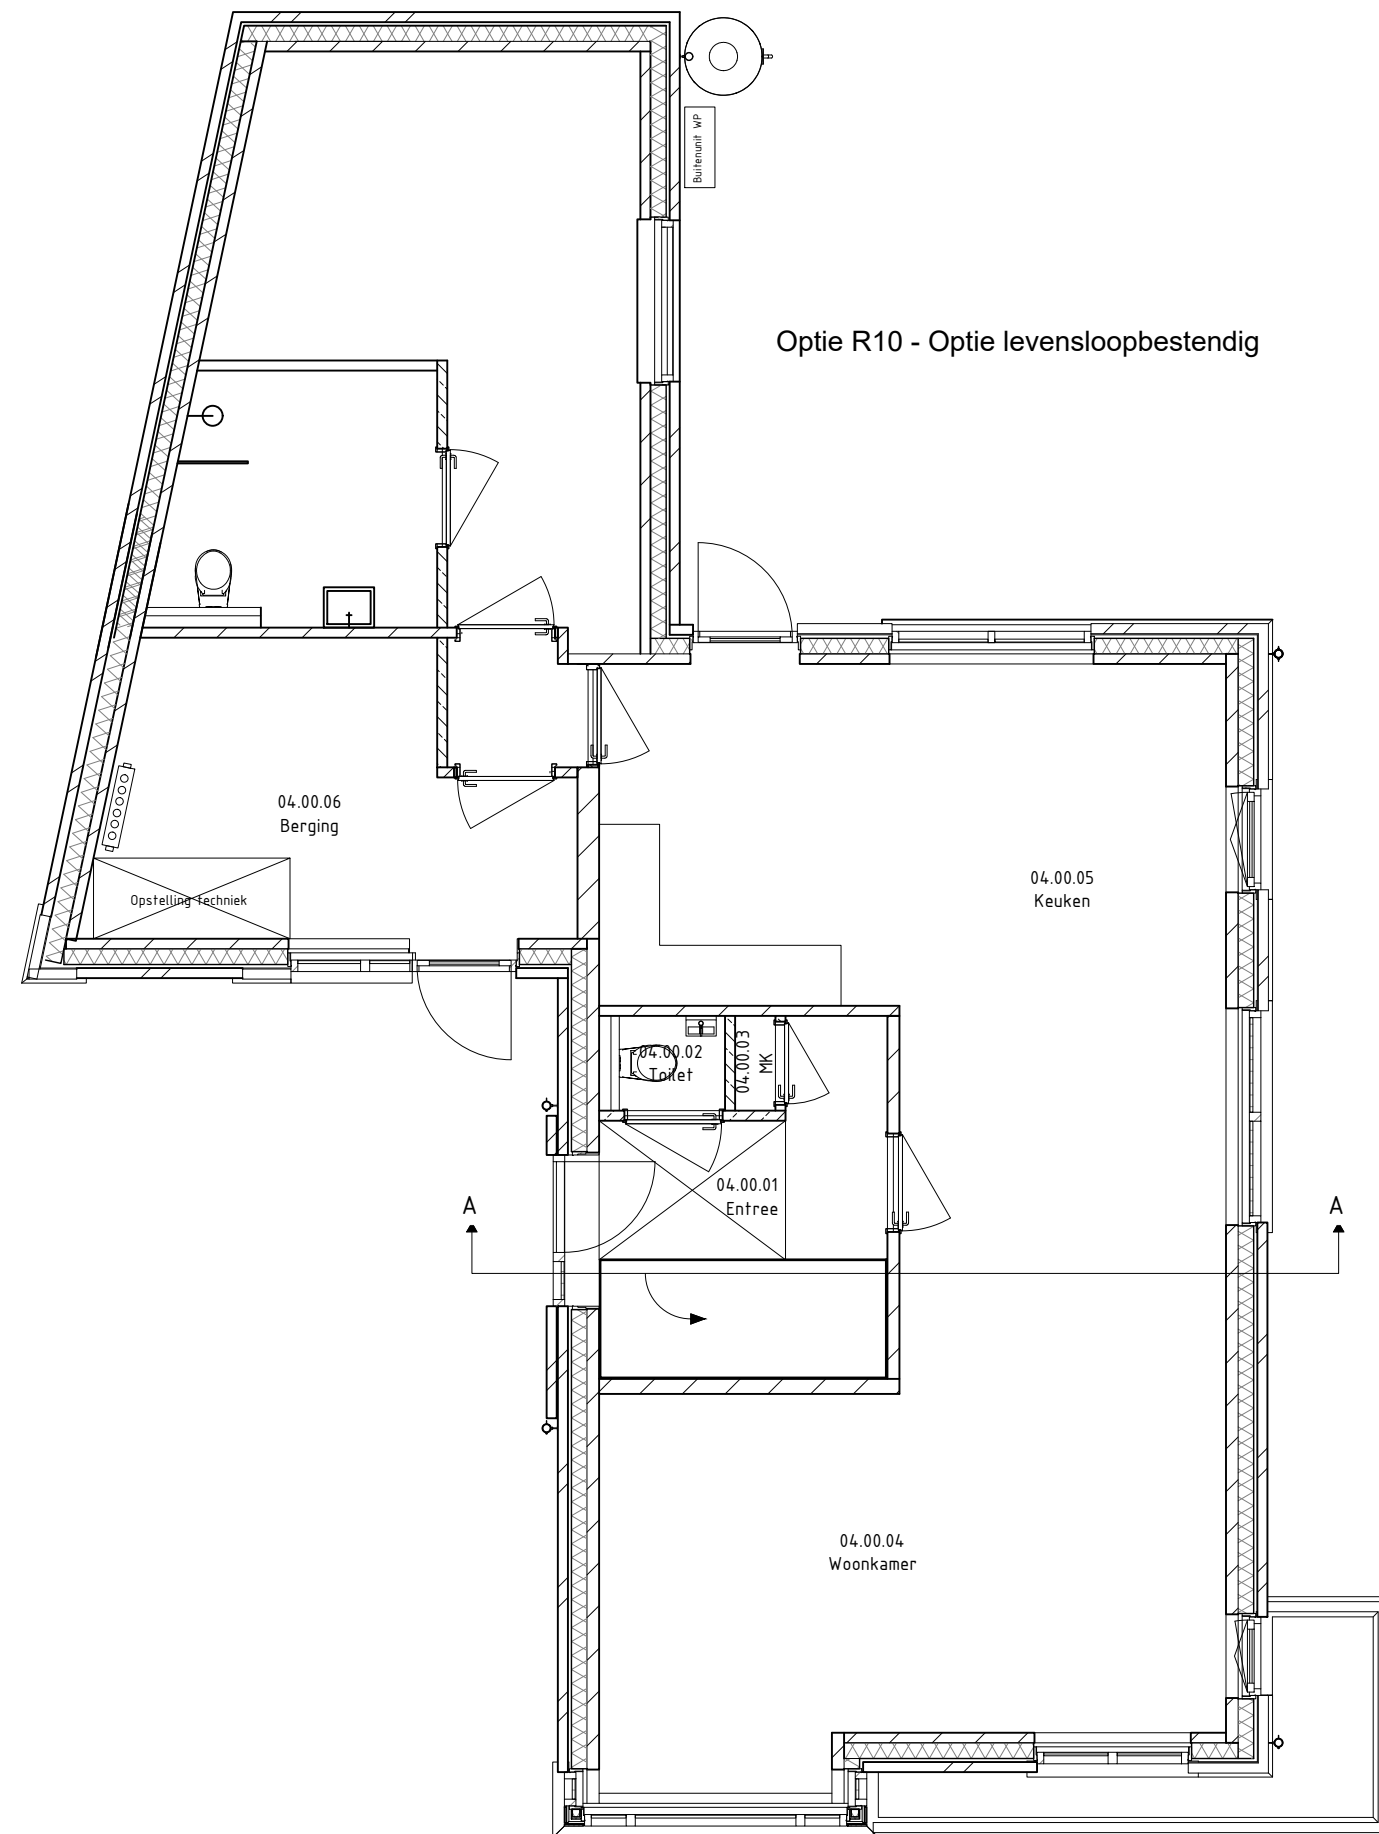 Buitenunit WP
Optie R10 - Optie levensloopbestendig
04.00.06
Berging
04.00.05
Keuken
Opstelling techniek
04.00.02
Toilet
04.00.03
MK
04.00.01
Entree
A
A
04.00.04
Woonkamer